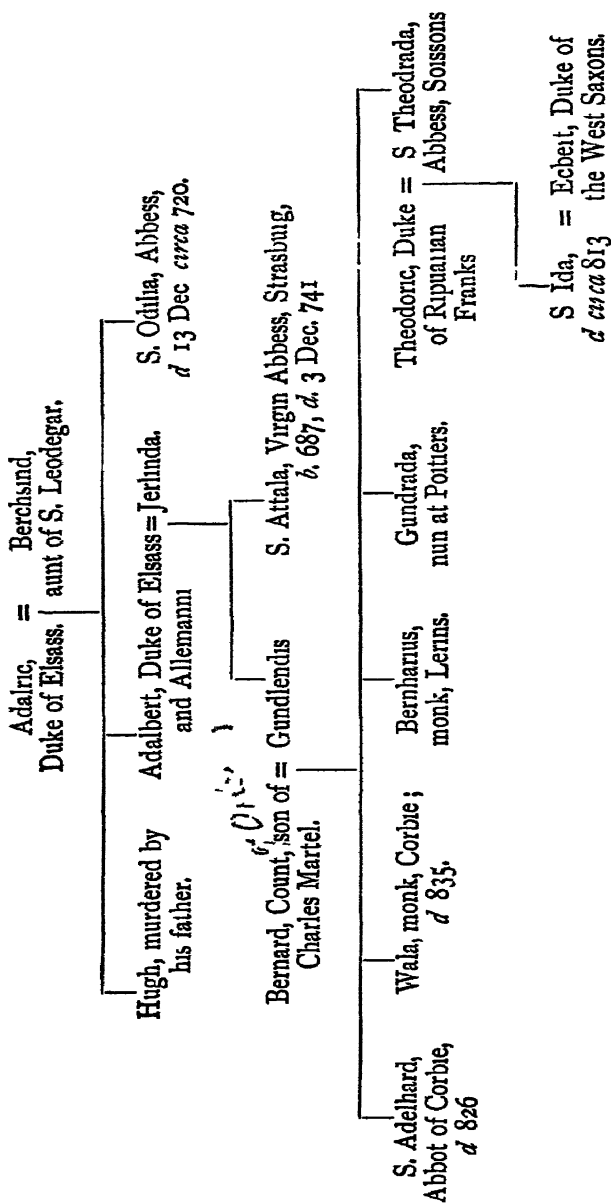 Adalric, = Berchsind,
Duke of Elsass. aunt of S. Leodegar.
Hugh, murdered by
his father.
Adalbert, Duke of Elsass = Jerlinda.
and Allemanni
S. Odilia, Abbess,
d 13 Dec circa 720.
Bernard, Count, son of = Gundlendis
Charles Martel.
S. Attala, Virgin Abbess, Strasburg,
b. 687, d. 3 Dec. 741
S. Adelhard,
Abbot of Corbie,
d 826
Wala, monk, Corbie;
d 835.
Bernharius,
monk, Lerins.
Gundrada,
nun at Poitiers.
Theodoric, Duke = S Theodrada,
of Ripuarian Abbess, Soissons
Franks
S Ida, = Ecbert, Duke of
d circa 813 the West Saxons.